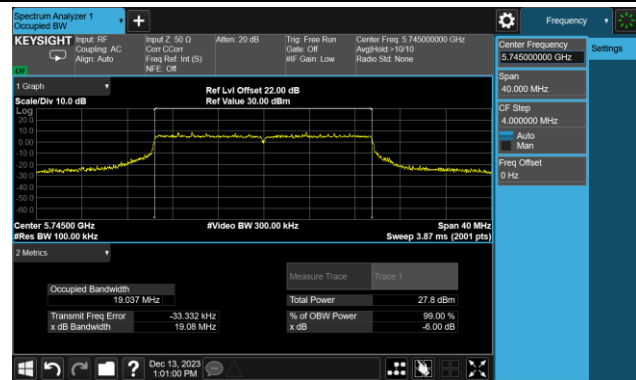 Spectrum Analyzer 1
Occupied BW
Frequency
KEYSIGHT
Input: RF
Coupling: AC
Align: Auto
Input Z: 50 Ω
Corr CCorr
Freq Ref: Int (S)
NFE: Off
Atten: 20 dB
Trig: Free Run
Gate: Off
#IF Gain: Low
Center Freq: 5.745000000 GHz
Avg|Hold:>10/10
Radio Std: None
Center Frequency
5.745000000 GHz
Settings
Span
40.000 MHz
CF Step
4.000000 MHz
Auto
Man
Freq Offset
0 Hz
1 Graph
Scale/Div 10.0 dB
Ref Lvl Offset 22.00 dB
Ref Value 30.00 dBm
Log
20.0
10.0
0.00
-10.0
-20.0
-30.0
-40.0
-50.0
-60.0
Center 5.74500 GHz
#Res BW 100.00 kHz
#Video BW 300.00 kHz
Span 40 MHz
Sweep 3.87 ms (2001 pts)
2 Metrics
Measure Trace
Trace 1
Occupied Bandwidth
19.037 MHz
Total Power
27.8 dBm
Transmit Freq Error
-33.332 kHz
% of OBW Power
99.00 %
x dB Bandwidth
19.08 MHz
x dB
-6.00 dB
Dec 13, 2023
1:01:00 PM